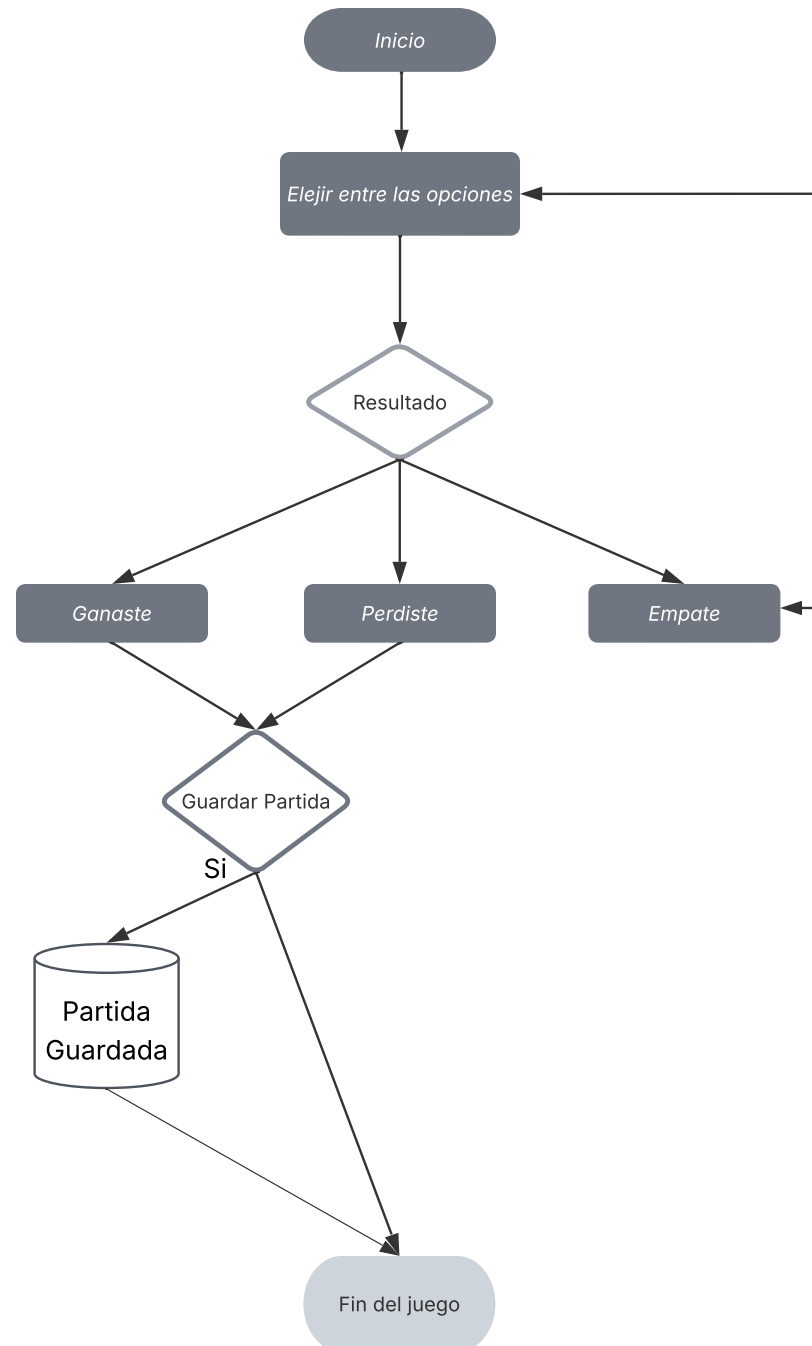 Inicio
Elejir entre las opciones
Resultado
Ganaste
Perdiste
Empate
Guardar Partida
Si
Partida
Guardada
Fin del juego